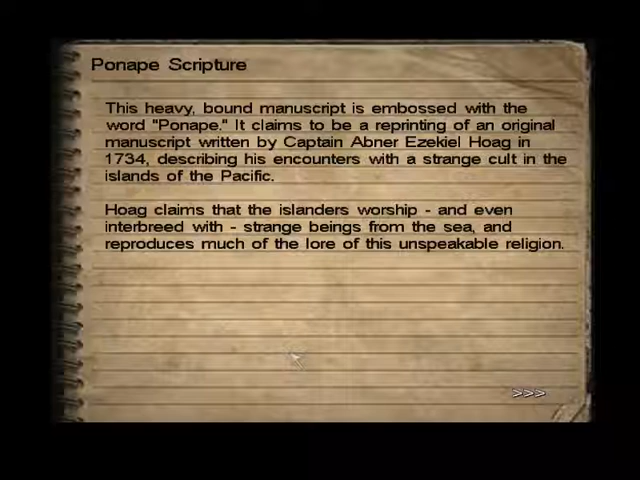 Ponape Scripture
This heavy, bound manuscript is embossed with the
word "Ponape." It claims to be a reprinting of an original
manuscript written by Captain Abner Ezekiel Hoag in
1734, describing his encounters with a strange cult in the
islands of the Pacific.
Hoag claims that the islanders worship - and even
interbreed with - strange beings from the sea, and
reproduces much of the lore of this unspeakable religion.
>>>